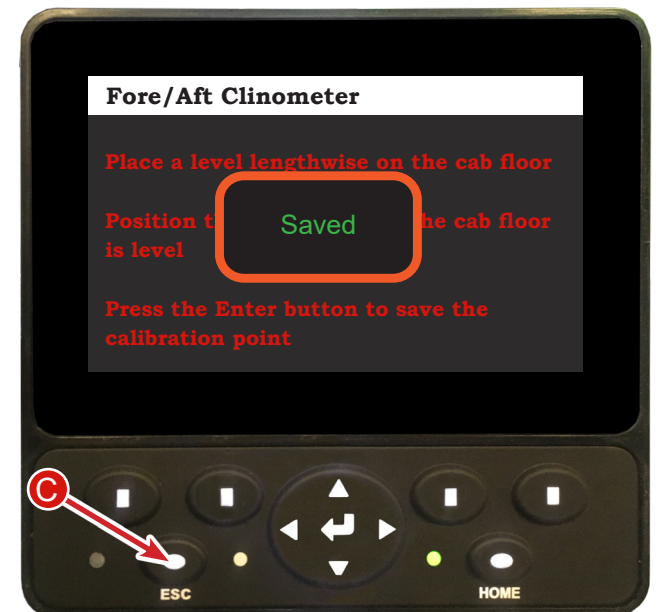 Fore/Aft Clinometer
Place a level lengthwise on the cab floor
Position t
Saved
he cab floor
is level
Press the Enter button to save the
calibration point
C
ESC
HOME